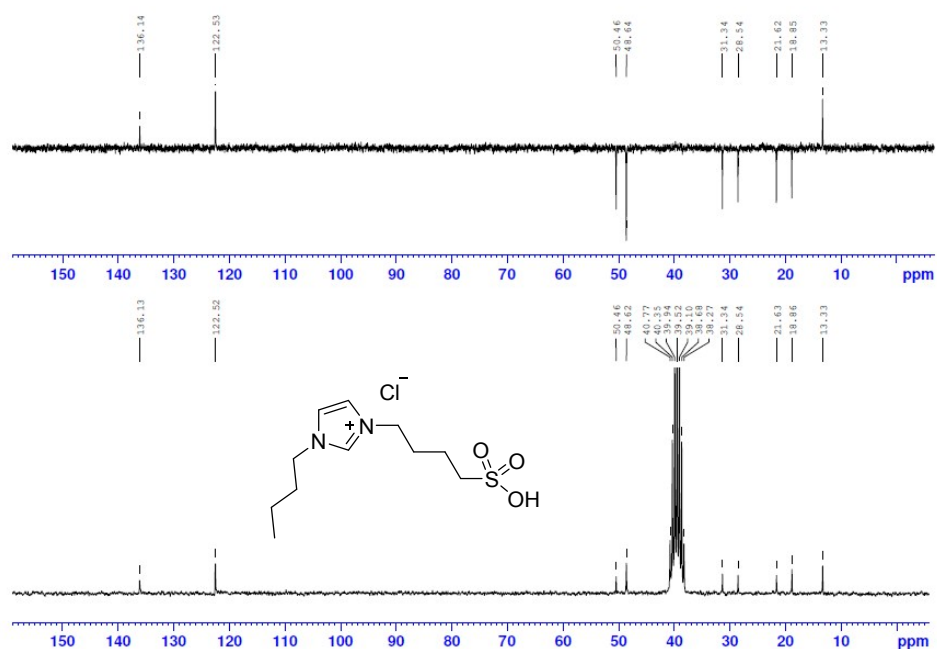 136.14 122.53 50.46 48.64 31.34 28.54 21.62 18.85 13.33
150 140 130 120 110 100 90 80 70 60 50 40 30 20 10 ppm
136.13 122.52 50.46 48.62 40.77 40.35 39.94 39.52 39.10 38.68 38.27 31.34 28.54 21.63 18.86 13.33
Cl−
N + N
O O
S
OH
150 140 130 120 110 100 90 80 70 60 50 40 30 20 10 ppm